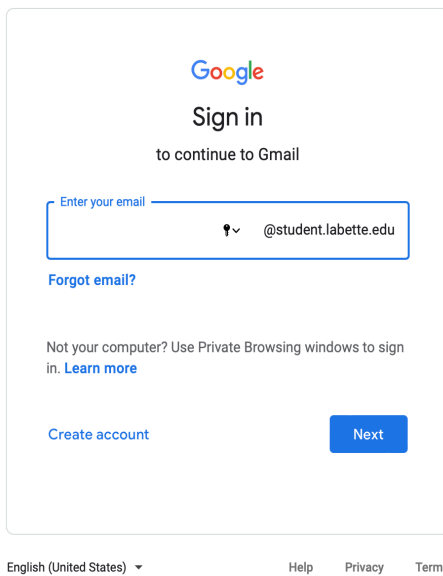 Google
Sign in
to continue to Gmail
Enter your email
@student.labette.edu
Forgot email?
Not your computer? Use Private Browsing windows to sign
in. Learn more
Create account
Next
English (United States)
Help
Privacy
Term